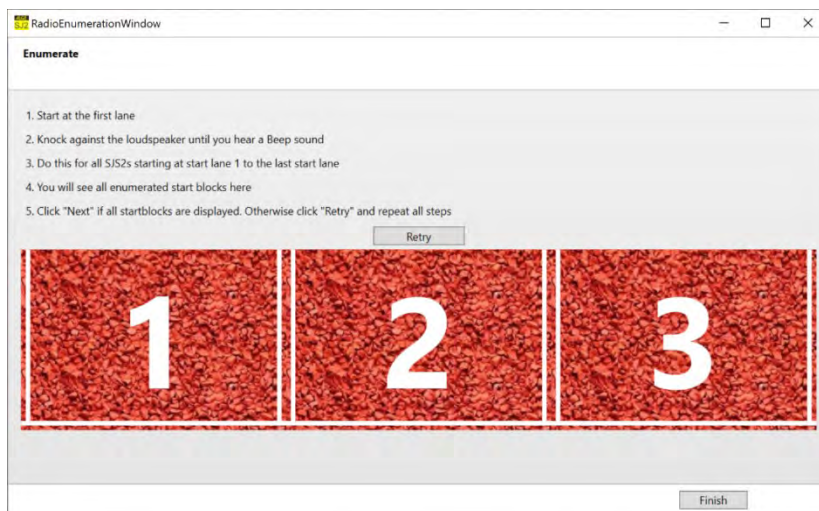 SJ2
RadioEnumerationWindow
Enumerate
1. Start at the first lane
2. Knock against the loudspeaker until you hear a Beep sound
3. Do this for all SJS2s starting at start lane 1 to the last start lane
4. You will see all enumerated start blocks here
5. Click "Next" if all startblocks are displayed. Otherwise click "Retry" and repeat all steps
Retry
1 2 3
Finish